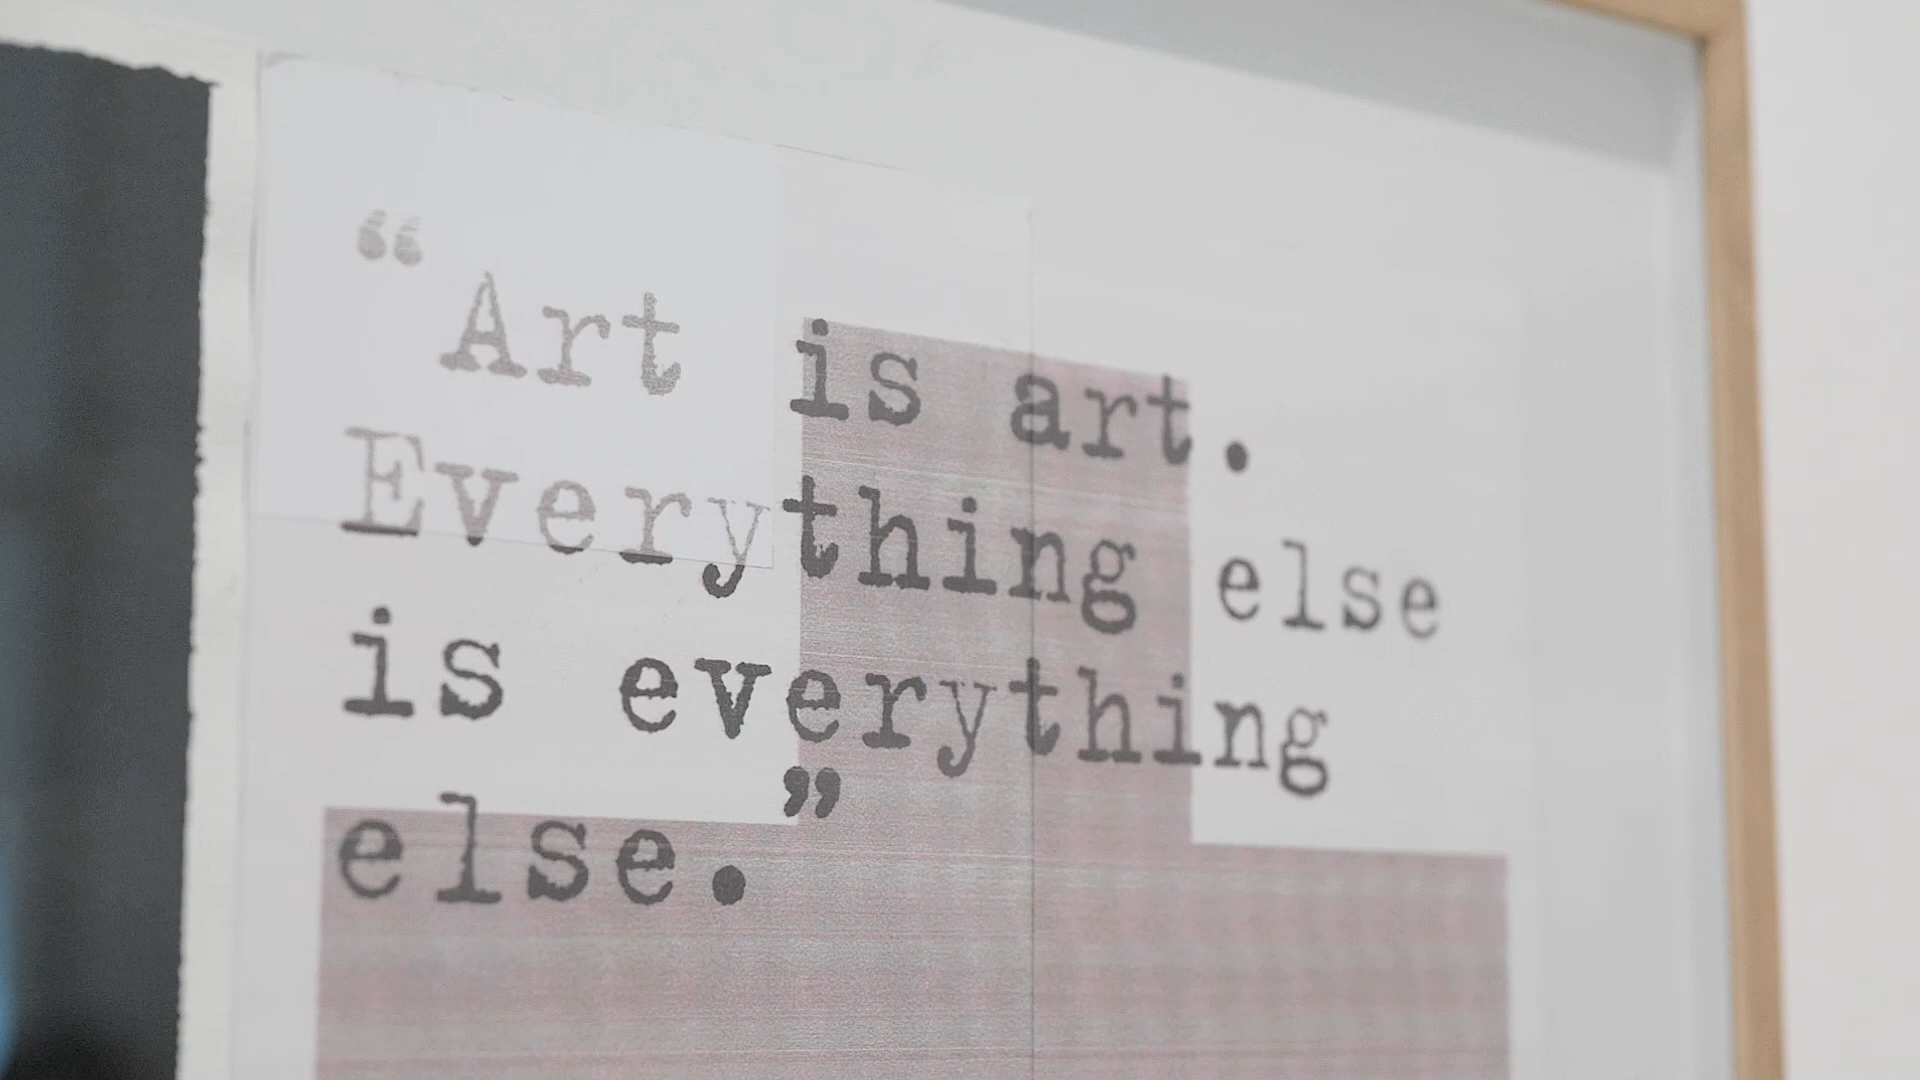 “Art is art.
Everything else
is everything
else.”